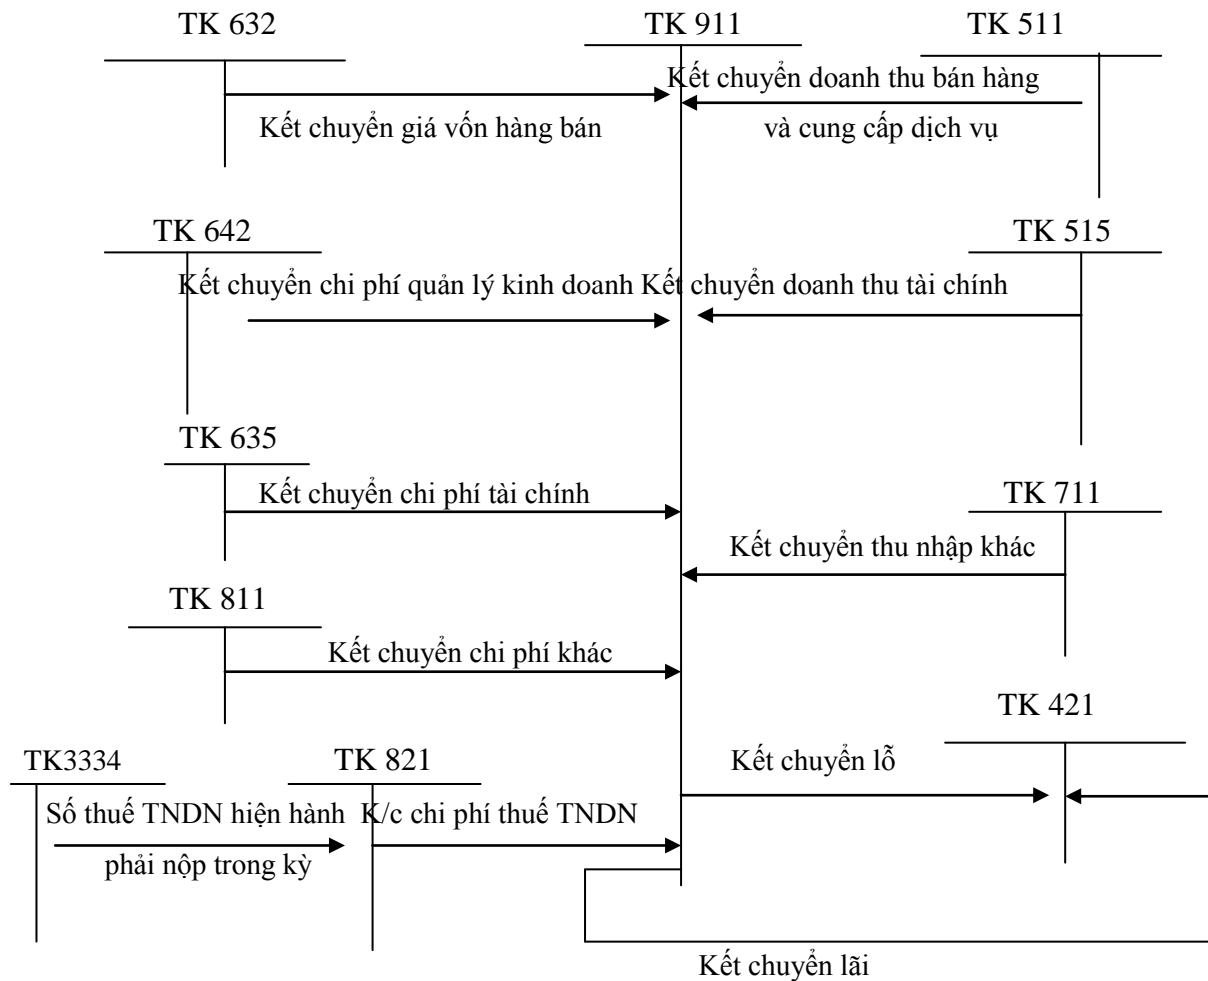 TK 632
TK 911
TK 511
Kết chuyển doanh thu bán hàng
Kết chuyển giá vốn hàng bán
và cung cấp dịch vụ
TK 642
TK 515
Kết chuyển chi phí quản lý kinh doanh
Kết chuyển doanh thu tài chính
TK 635
Kết chuyển chi phí tài chính
TK 711
Kết chuyển thu nhập khác
TK 811
Kết chuyển chi phí khác
TK 421
TK3334
TK 821
Kết chuyển lỗ
Số thuế TNDN hiện hành
K/c chi phí thuế TNDN
phải nộp trong kỳ
Kết chuyển lãi